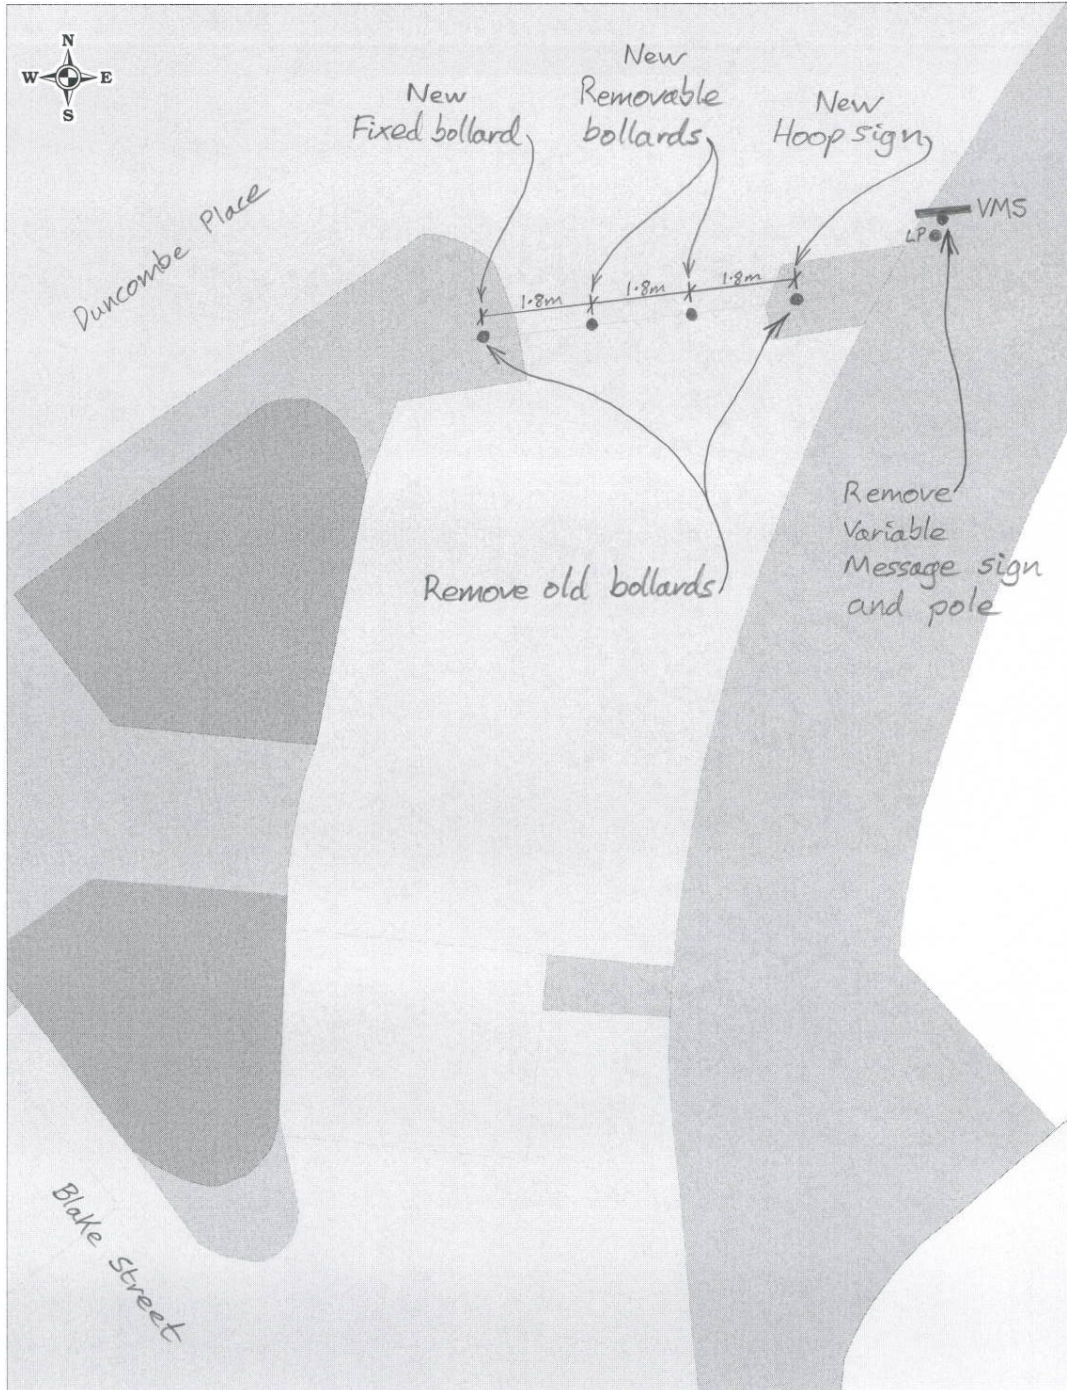 N
W E
S
New
Fixed bollard
New
Removable
bollards
New
Hoop sign
Duncombe Place
VMS
LP
1.8m
1.8m
1.8m
Remove old bollards
Remove
Variable
Message sign
and pole
Blake Street